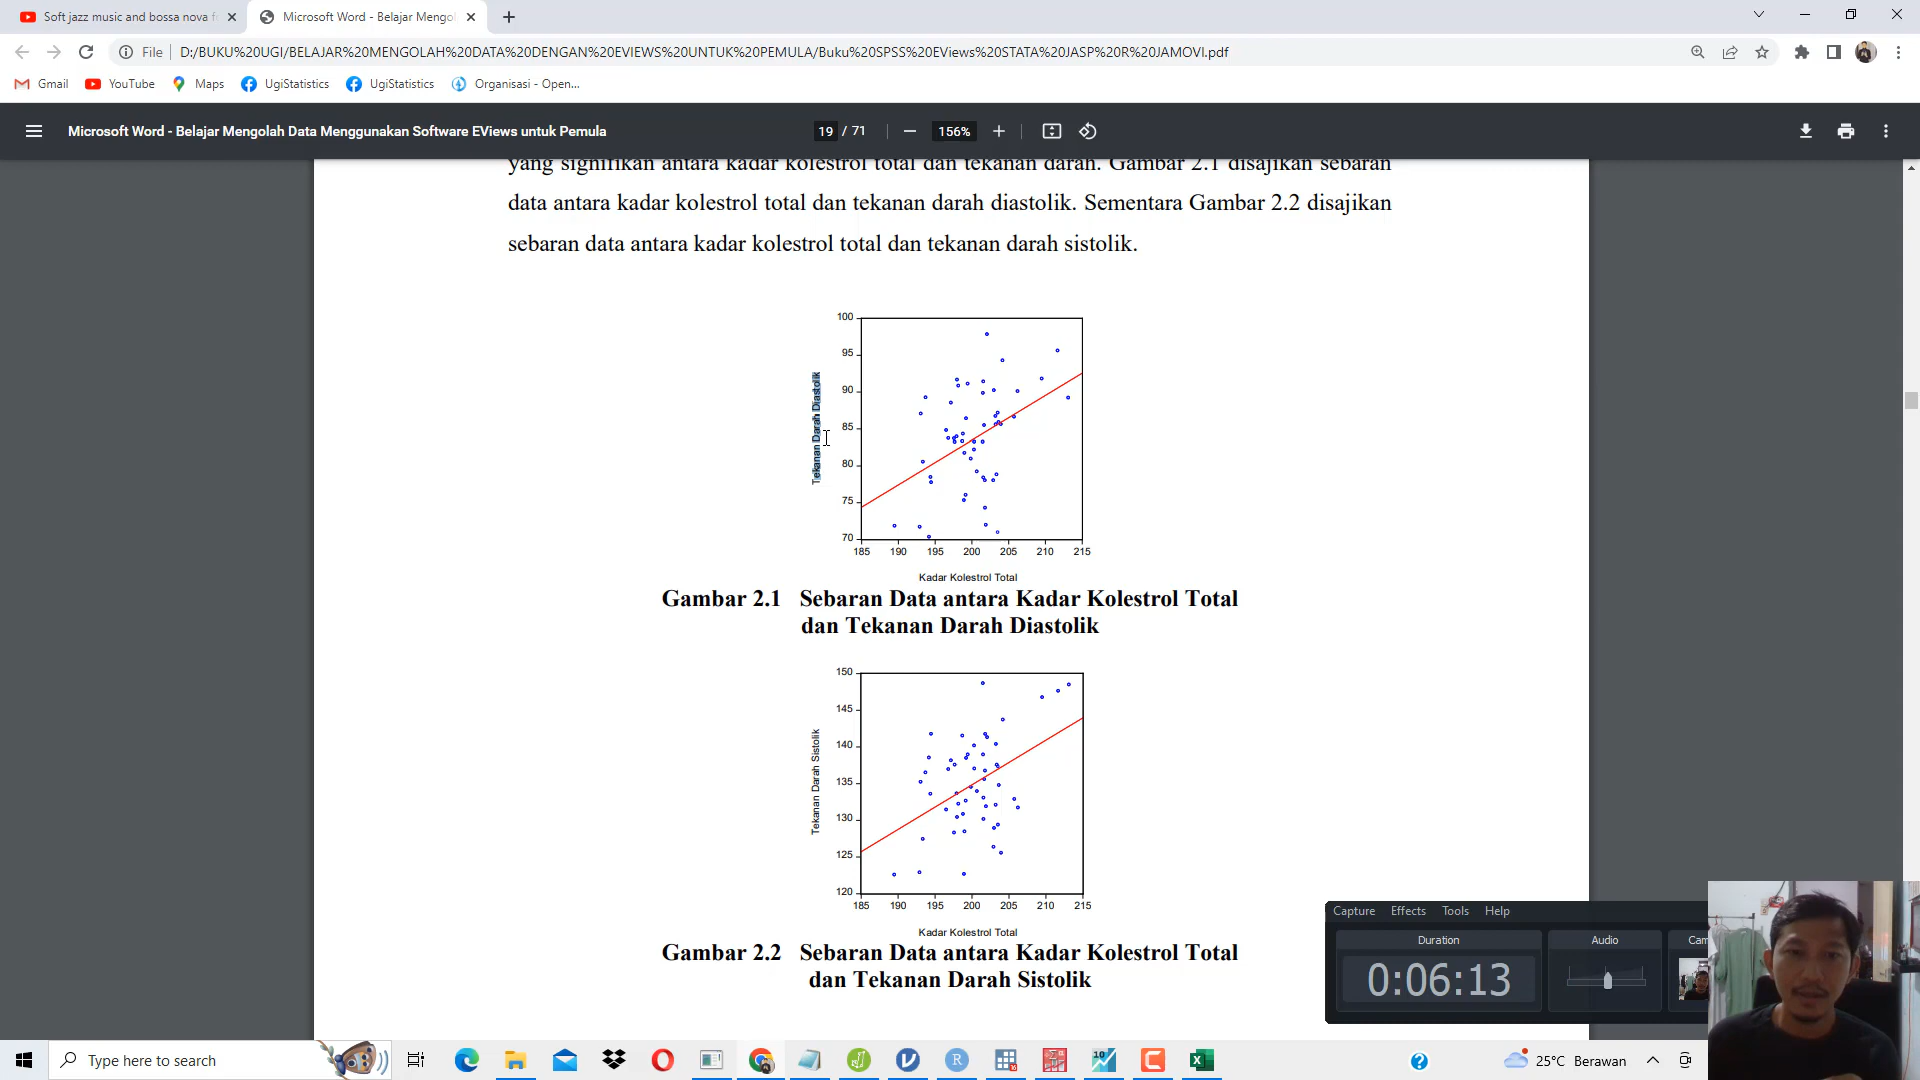 Soft jazz music and bossa nova f
Microsoft Word - Belajar Mengol
File
D:/BUKU%20UGI/BELAJAR%20MENGOLAH%20DATA%20DENGAN%20EVIEWS%20UNTUK%20PEMULA/Buku%20SPSS%20EViews%20STATA%20JASP%20R%20JAMOVI.pdf
Gmail YouTube Maps UgiStatistics UgiStatistics Organisasi - Open...
Microsoft Word - Belajar Mengolah Data Menggunakan Software EViews untuk Pemula
19 / 71
156%
yang signifikan antara kadar kolestrol total dan tekanan darah. Gambar 2.1 disajikan sebaran
data antara kadar kolestrol total dan tekanan darah diastolik. Sementara Gambar 2.2 disajikan
sebaran data antara kadar kolestrol total dan tekanan darah sistolik.
100
95
90
85
80
75
70
Tekanan Darah Diastolik
185 190 195 200 205 210 215
Kadar Kolestrol Total
Gambar 2.1 Sebaran Data antara Kadar Kolestrol Total
dan Tekanan Darah Diastolik
150
145
140
135
130
125
120
Tekanan Darah Sistolik
185 190 195 200 205 210 215
Kadar Kolestrol Total
Gambar 2.2 Sebaran Data antara Kadar Kolestrol Total
dan Tekanan Darah Sistolik
Capture Effects Tools Help
Duration Audio Cam
0:06:13
Type here to search
25°C Berawan